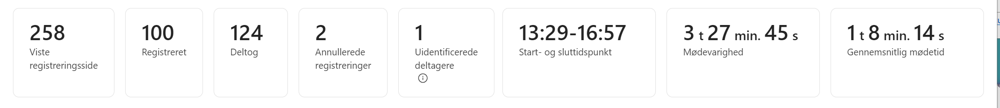 258
Viste
registreringsside
100
Registreret
124
Deltog
2
Annullerede
registreringer
1
Uidentificerede
deltagere
13:29-16:57
Start- og sluttidspunkt
3 t 27 min. 45 s
Mødevarighed
1 t 8 min. 14 s
Gennemsnitlig mødetid